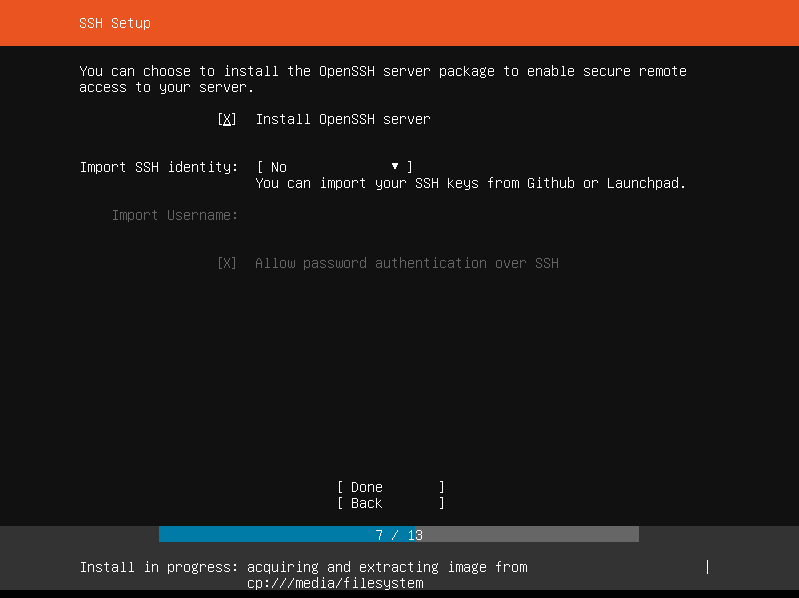 SSH Setup
You can choose to install the OpenSSH server package to enable secure remote
access to your server.
[X] Install OpenSSH server
Import SSH identity: [ No ▾ ]
You can import your SSH keys from Github or Launchpad.
Import Username:
[X] Allow password authentication over SSH
[ Done ]
[ Back ]
7 / 13
Install in progress: acquiring and extracting image from |
cp:///media/filesystem